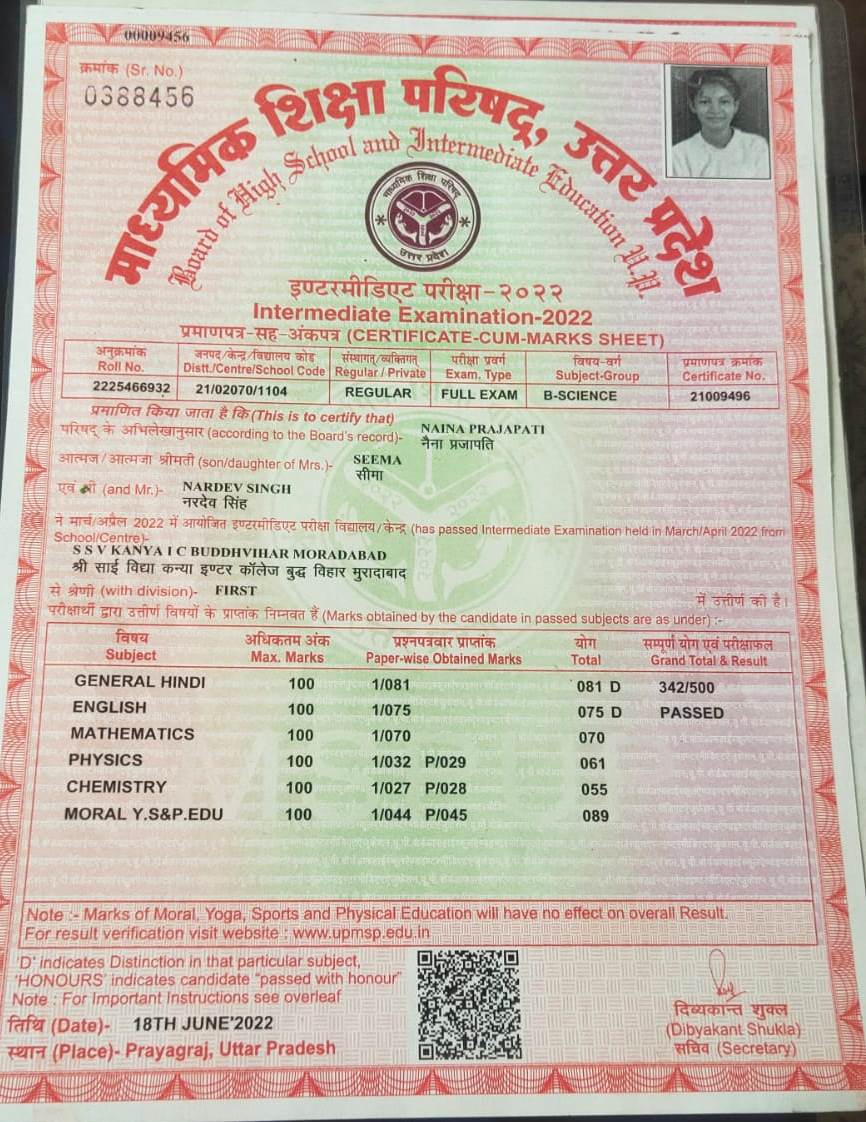 00009456
क्रमांक (Sr. No.)
0388456
माध्यमिक शिक्षा परिषद्, उत्तर प्रदेश
Board of High School and Intermediate Education U.P.
माध्यमिक शिक्षा परिषद
उत्तर प्रदेश
इण्टरमीडिएट परीक्षा-२०२२
Intermediate Examination-2022
प्रमाणपत्र-सह-अंकपत्र (CERTIFICATE-CUM-MARKS SHEET)
अनुक्रमांक जनपद/केन्द्र/विद्यालय कोड संस्थागत/व्यक्तिगत परीक्षा प्रवर्ग विषय-वर्ग प्रमाणपत्र क्रमांक
Roll No. Distt./Centre/School Code Regular / Private Exam. Type Subject-Group Certificate No.
2225466932 21/02070/1104 REGULAR FULL EXAM B-SCIENCE 21009496
प्रमाणित किया जाता है कि (This is to certify that)
परिषद् के अभिलेखानुसार (according to the Board's record)- NAINA PRAJAPATI
नैना प्रजापति
आत्मज/आत्मजा श्रीमती (son/daughter of Mrs.)- SEEMA
सीमा
एवं श्री (and Mr.)- NARDEV SINGH
नरदेव सिंह
ने मार्च/अप्रैल 2022 में आयोजित इण्टरमीडिएट परीक्षा विद्यालय/केन्द्र (has passed Intermediate Examination held in March/April 2022 from
School/Centre)-
S S V KANYA I C BUDDHVIHAR MORADABAD
श्री साई विद्या कन्या इण्टर कॉलेज बुद्ध विहार मुरादाबाद
से श्रेणी (with division)- FIRST में उत्तीर्ण की है।
परीक्षार्थी द्वारा उत्तीर्ण विषयों के प्राप्तांक निम्नवत हैं (Marks obtained by the candidate in passed subjects are as under) :-
विषय अधिकतम अंक प्रश्नपत्रवार प्राप्तांक योग सम्पूर्ण योग एवं परीक्षाफल
Subject Max. Marks Paper-wise Obtained Marks Total Grand Total & Result
GENERAL HINDI 100 1/081 081 D 342/500
ENGLISH 100 1/075 075 D PASSED
MATHEMATICS 100 1/070 070
PHYSICS 100 1/032 P/029 061
CHEMISTRY 100 1/027 P/028 055
MORAL Y.S&P.EDU 100 1/044 P/045 089
Note :- Marks of Moral, Yoga, Sports and Physical Education will have no effect on overall Result.
For result verification visit website : www.upmsp.edu.in
'D' indicates Distinction in that particular subject,
'HONOURS' indicates candidate "passed with honour"
Note : For Important Instructions see overleaf
तिथि (Date)- 18TH JUNE'2022
स्थान (Place)- Prayagraj, Uttar Pradesh
दिव्यकान्त शुक्ल
(Dibyakant Shukla)
सचिव (Secretary)